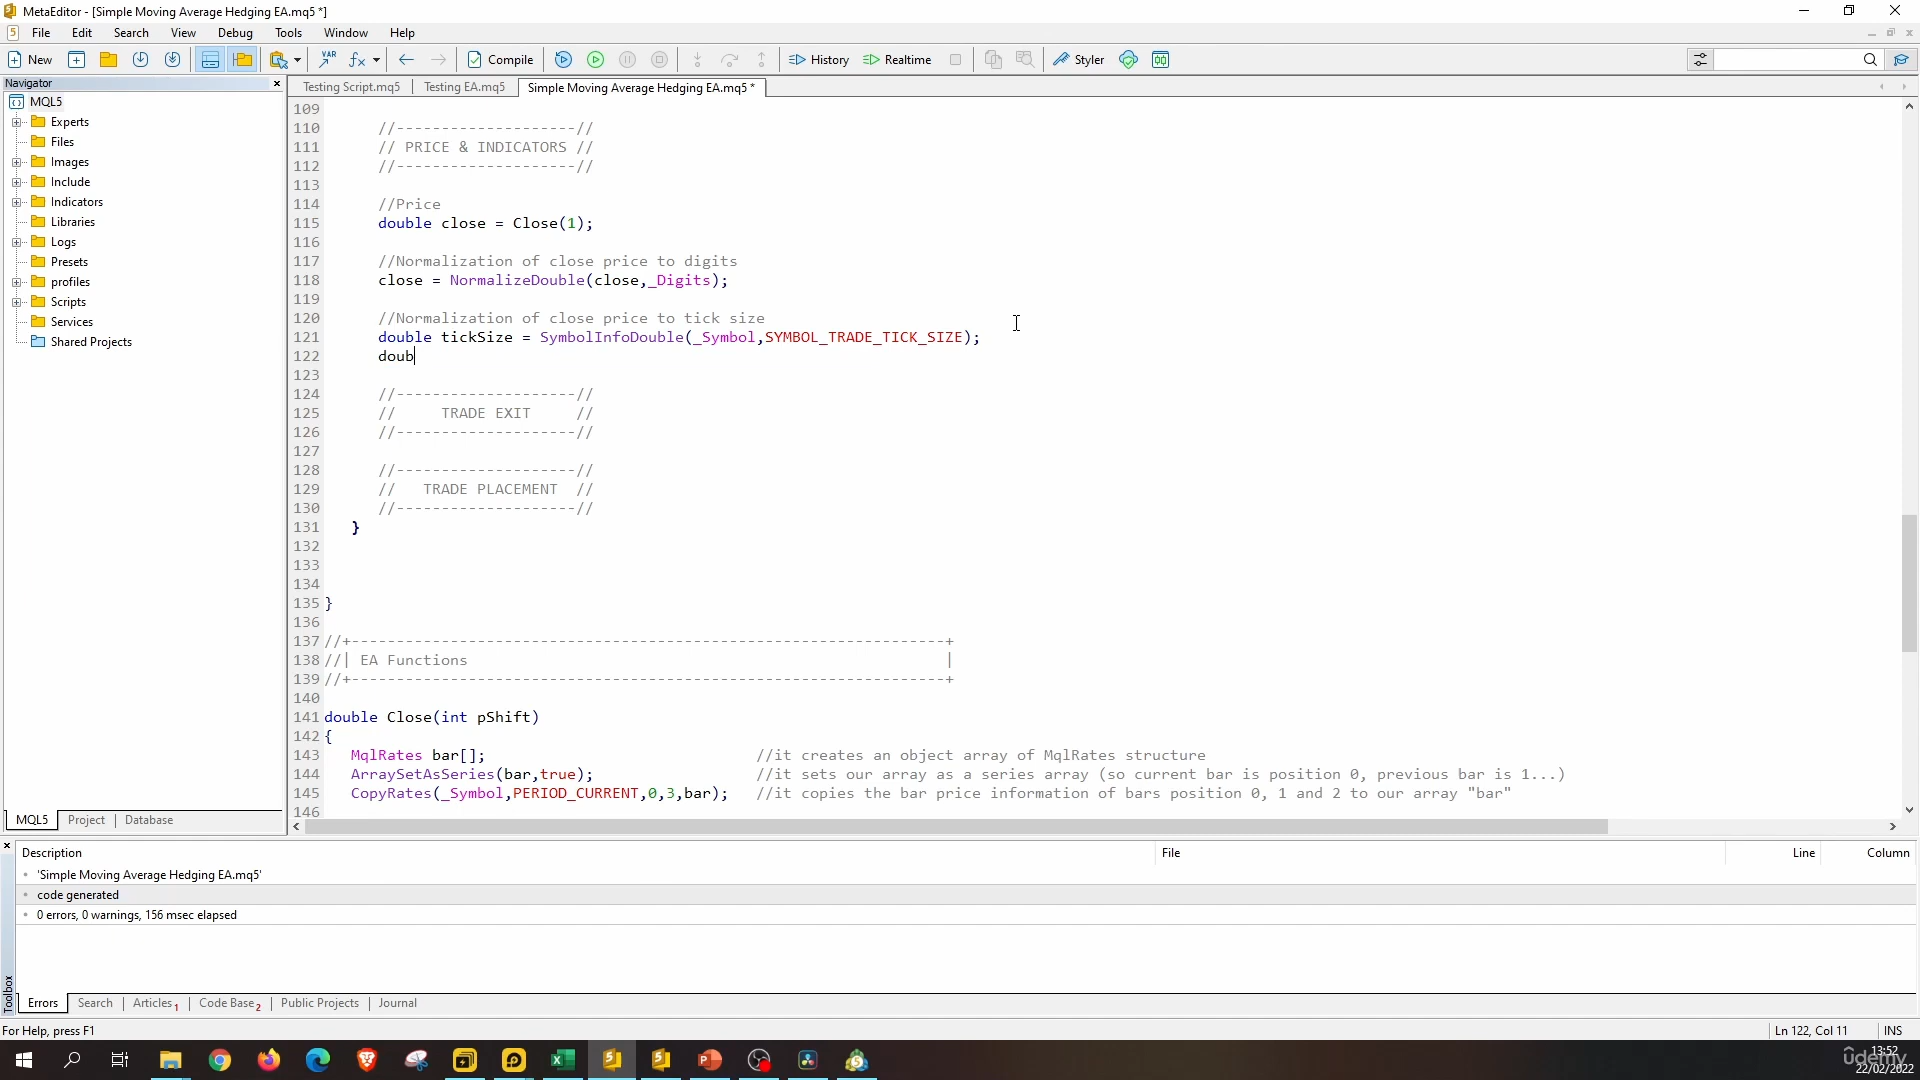 MetaEditor - [Simple Moving Average Hedging EA.mq5 *]
File Edit Search View Debug Tools Window Help
New VAR Compile History Realtime Styler
Navigator
MQL5
Experts
Files
Images
Include
Indicators
Libraries
Logs
Presets
profiles
Scripts
Services
Shared Projects
MQL5 Project Database
Testing Script.mq5 Testing EA.mq5 Simple Moving Average Hedging EA.mq5 *
109
110 //--------------------//
111 // PRICE & INDICATORS //
112 //--------------------//
113
114 //Price
115 double close = Close(1);
116
117 //Normalization of close price to digits
118 close = NormalizeDouble(close,_Digits);
119
120 //Normalization of close price to tick size
121 double tickSize = SymbolInfoDouble(_Symbol,SYMBOL_TRADE_TICK_SIZE);
122 doub
123
124 //--------------------//
125 // TRADE EXIT //
126 //--------------------//
127
128 //--------------------//
129 // TRADE PLACEMENT //
130 //--------------------//
131 }
132
133
134
135 }
136
137 //+------------------------------------------------------------------+
138 //| EA Functions |
139 //+------------------------------------------------------------------+
140
141 double Close(int pShift)
142 {
143 MqlRates bar[]; //it creates an object array of MqlRates structure
144 ArraySetAsSeries(bar,true); //it sets our array as a series array (so current bar is position 0, previous bar is 1...)
145 CopyRates(_Symbol,PERIOD_CURRENT,0,3,bar); //it copies the bar price information of bars position 0, 1 and 2 to our array "bar"
146
Description File Line Column
'Simple Moving Average Hedging EA.mq5'
code generated
0 errors, 0 warnings, 156 msec elapsed
Toolbox
Errors Search Articles 1 Code Base 2 Public Projects Journal
For Help, press F1 Ln 122, Col 11 INS
13:52
22/02/2022
ûdemy